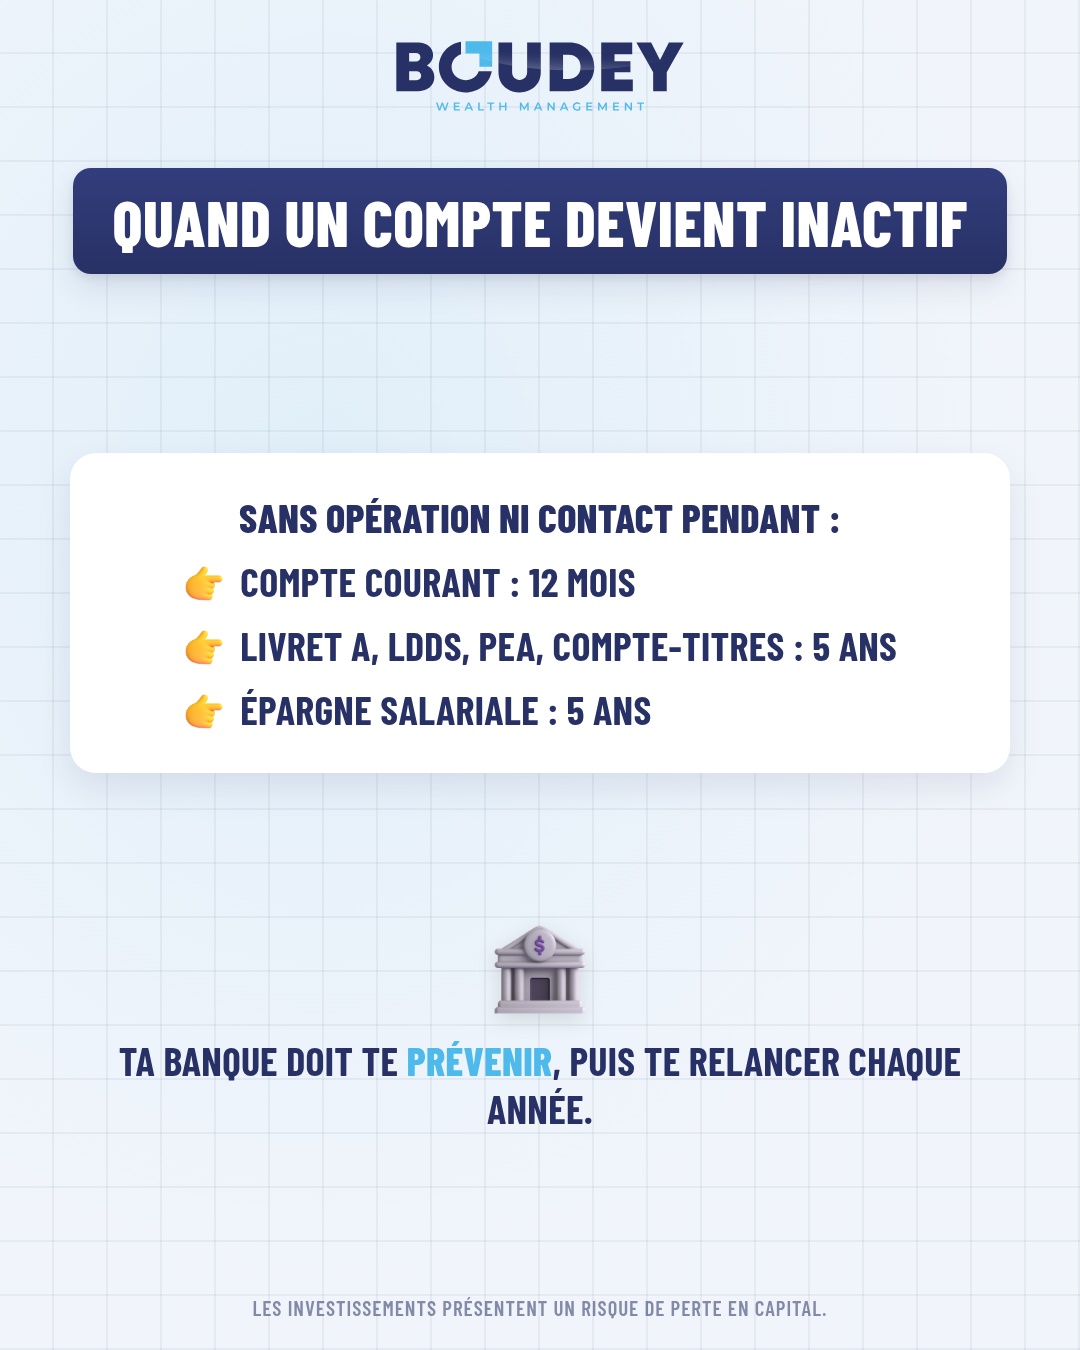 BOUDEY
WEALTH MANAGEMENT
QUAND UN COMPTE DEVIENT INACTIF
SANS OPÉRATION NI CONTACT PENDANT :
👉 COMPTE COURANT : 12 MOIS
👉 LIVRET A, LDDS, PEA, COMPTE-TITRES : 5 ANS
👉 ÉPARGNE SALARIALE : 5 ANS
$
TA BANQUE DOIT TE PRÉVENIR, PUIS TE RELANCER CHAQUE
ANNÉE.
LES INVESTISSEMENTS PRÉSENTENT UN RISQUE DE PERTE EN CAPITAL.